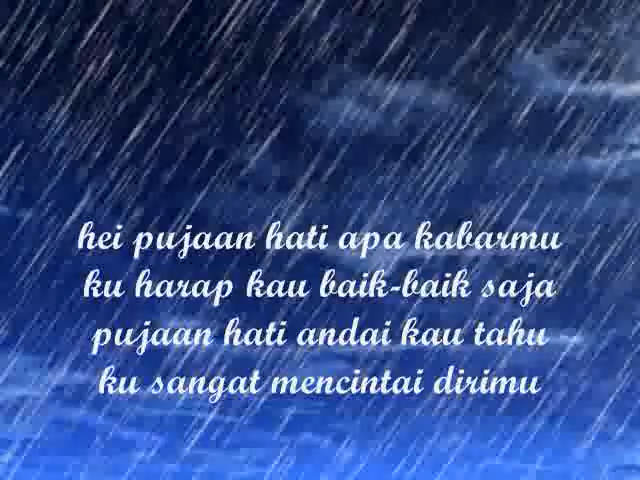 hei pujaan hati apa kabarmu
ku harap kau baik-baik saja
pujaan hati andai kau tahu
ku sangat mencintai dirimu